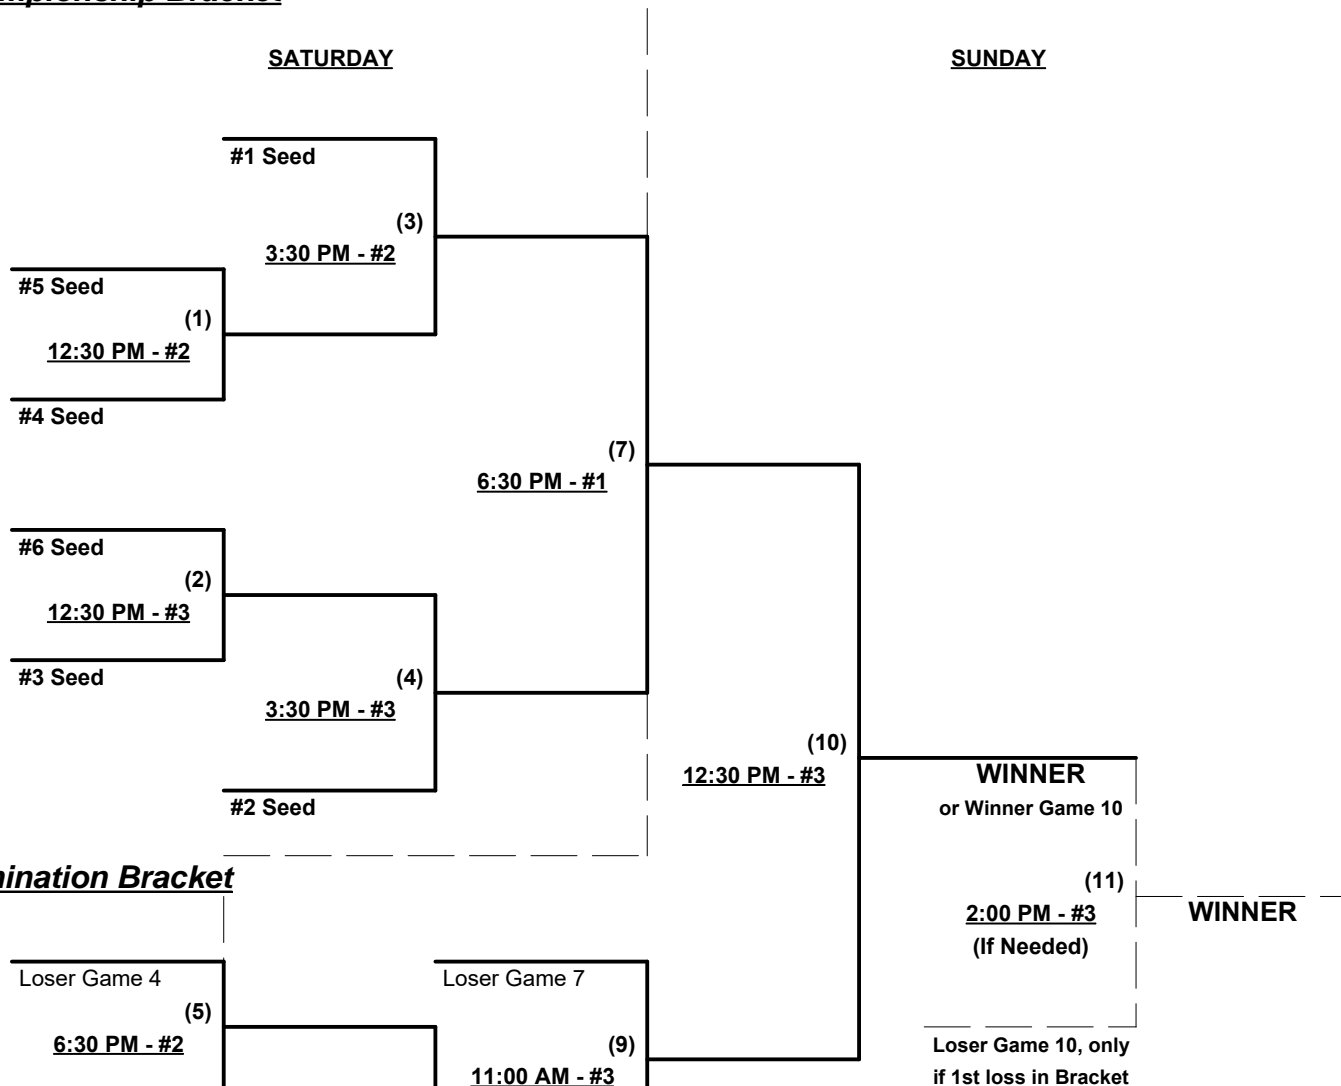 SATURDAY
SUNDAY
#1 Seed
(3)
3:30 PM - #2
#5 Seed
(1)
12:30 PM - #2
#4 Seed
(7)
6:30 PM - #1
#6 Seed
(2)
12:30 PM - #3
#3 Seed
(4)
3:30 PM - #3
(10)
12:30 PM - #3
WINNER
or Winner Game 10
#2 Seed
Bracket
(11)
2:00 PM - #3
(If Needed)
WINNER
Loser Game 4
Loser Game 7
(5)
6:30 PM - #2
(9)
11:00 AM - #3
Loser Game 10, only
if 1st loss in Bracket